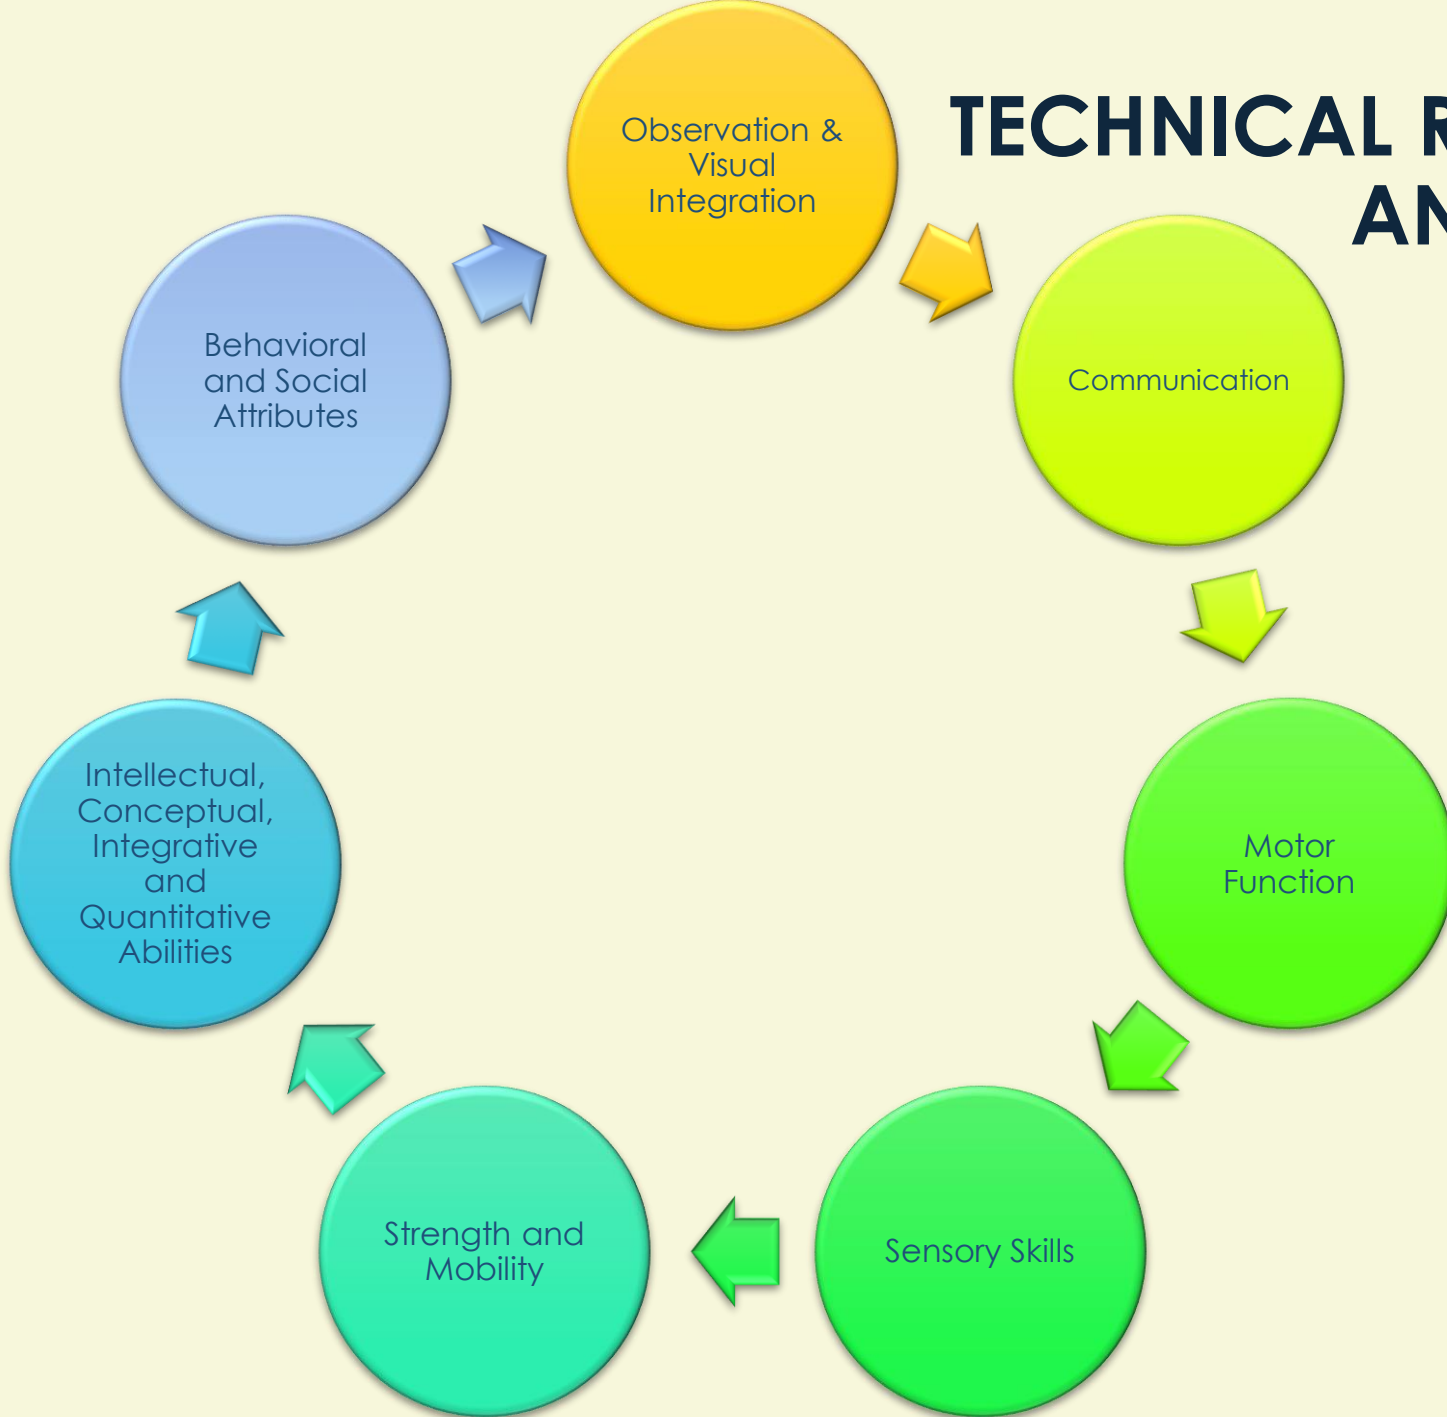 TECHNICAL R
AN
Observation &
Visual
Integration
Communication
Motor
Function
Sensory Skills
Strength and
Mobility
Intellectual,
Conceptual,
Integrative
and
Quantitative
Abilities
Behavioral
and Social
Attributes